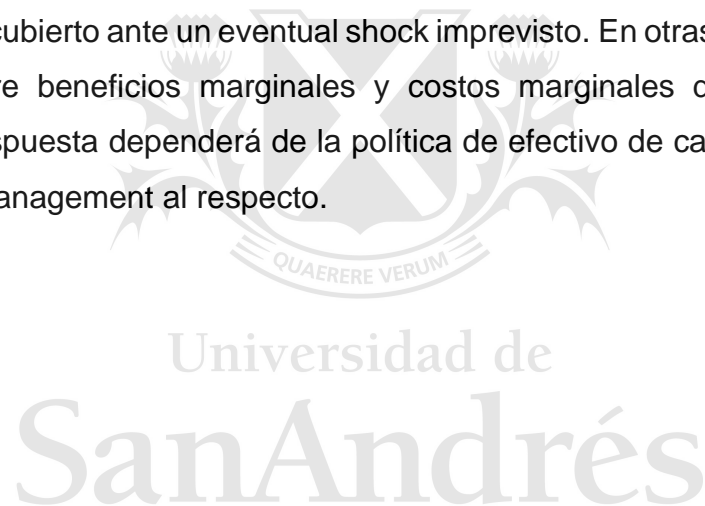 cubierto ante un eventual shock imprevisto. En otras
re beneficios marginales y costos marginales
spuesta dependerá de la política de efectivo de ca
anagement al respecto.
QUAERERE VERUM
Universidad de
SanAndrés